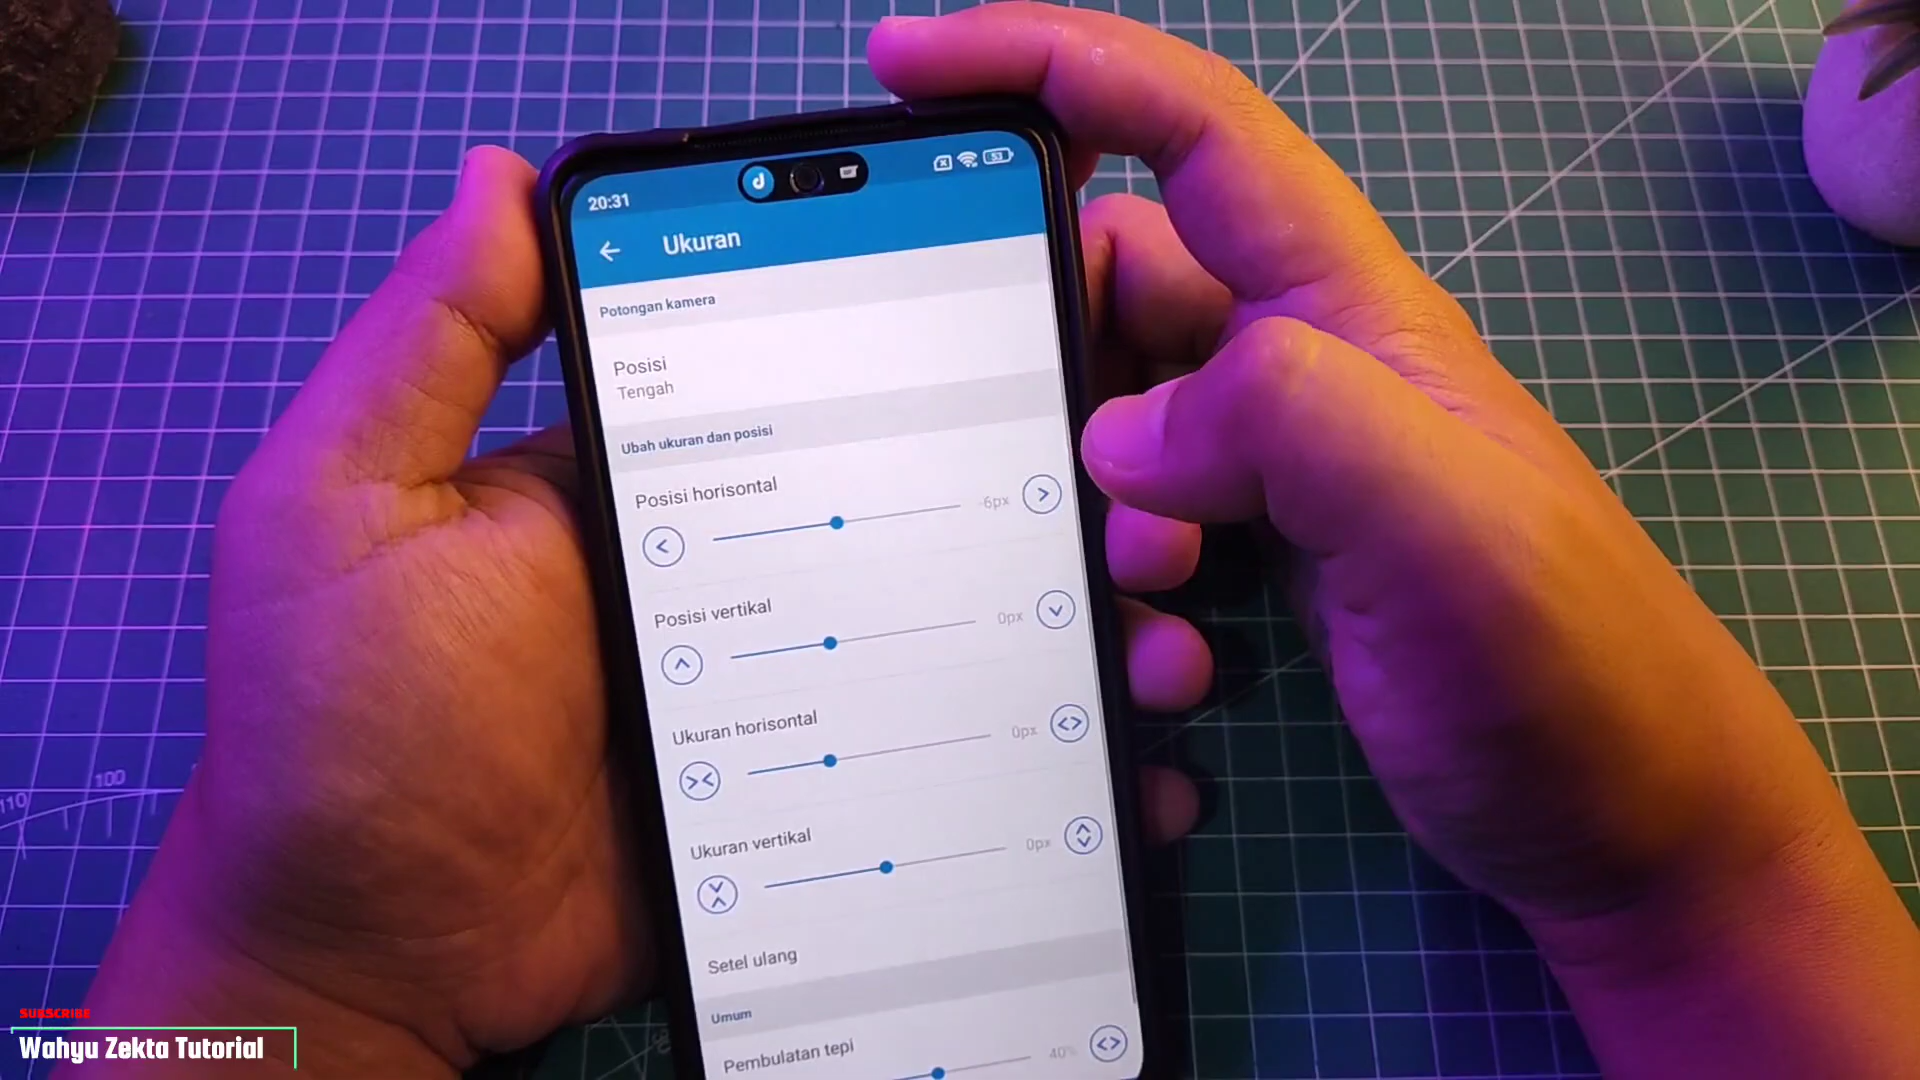 20:31
53
Ukuran
Potongan kamera
Posisi
Tengah
Ubah ukuran dan posisi
Posisi horisontal
-6px
Posisi vertikal
0px
Ukuran horisontal
0px
Ukuran vertikal
0px
Setel ulang
Umum
Pembulatan tepi
40%
110
100
SUBSCRIBE
Wahyu Zekta Tutorial